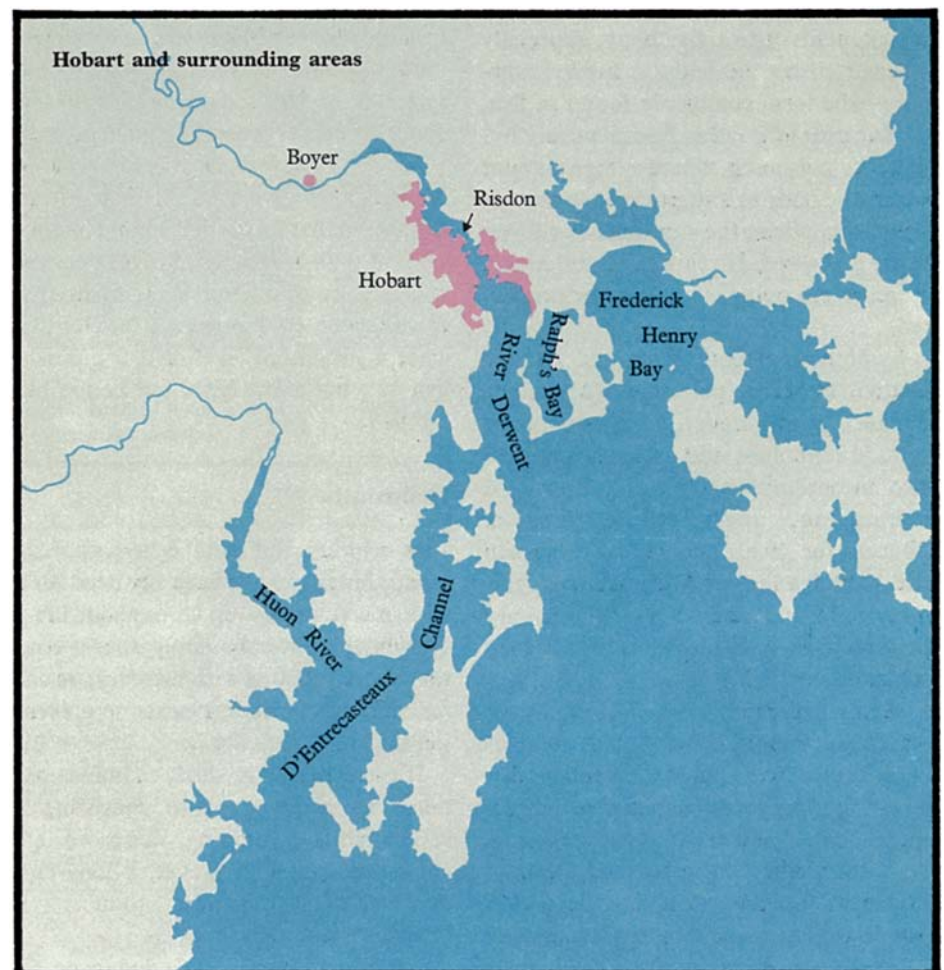 Hobart and surrounding areas
Boyer
Risdon
Hobart
Frederick
Henry
Bay
Ralph's Bay
River Derwent
Huon River
D'Entrecasteaux Channel